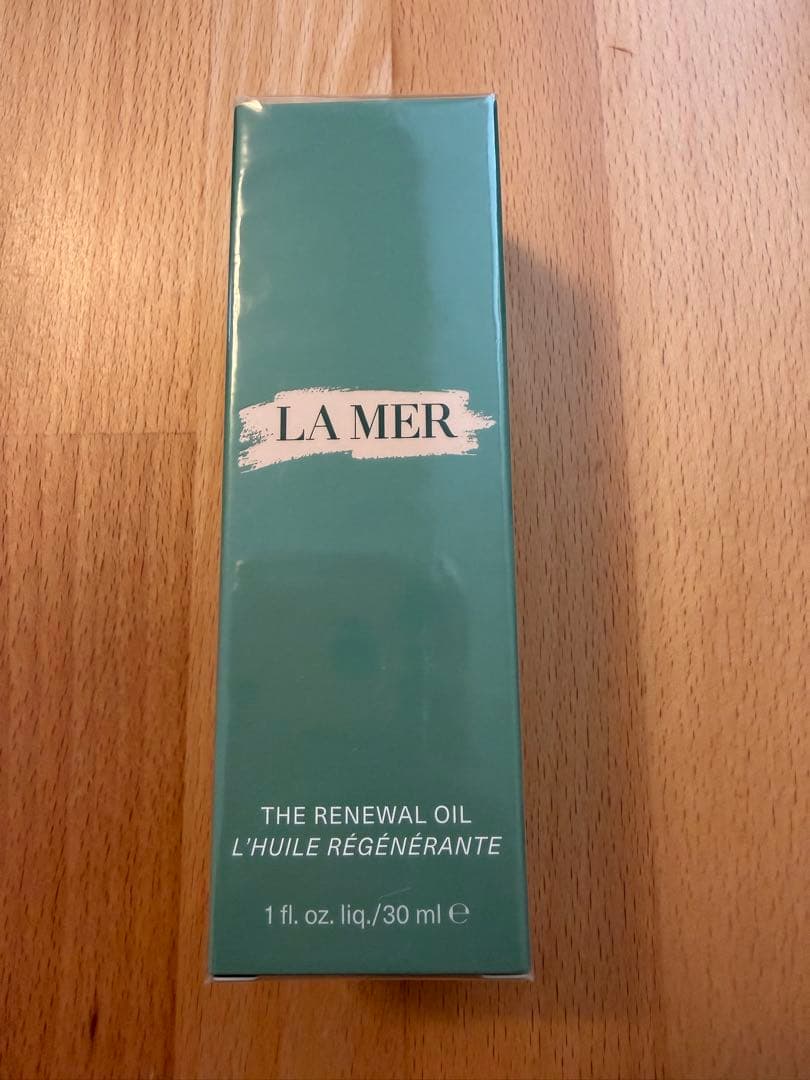 LA MER
THE RENEWAL OIL
L'HUILE RÉGÉNÉRANTE
1 fl. oz. liq./30 ml ℮